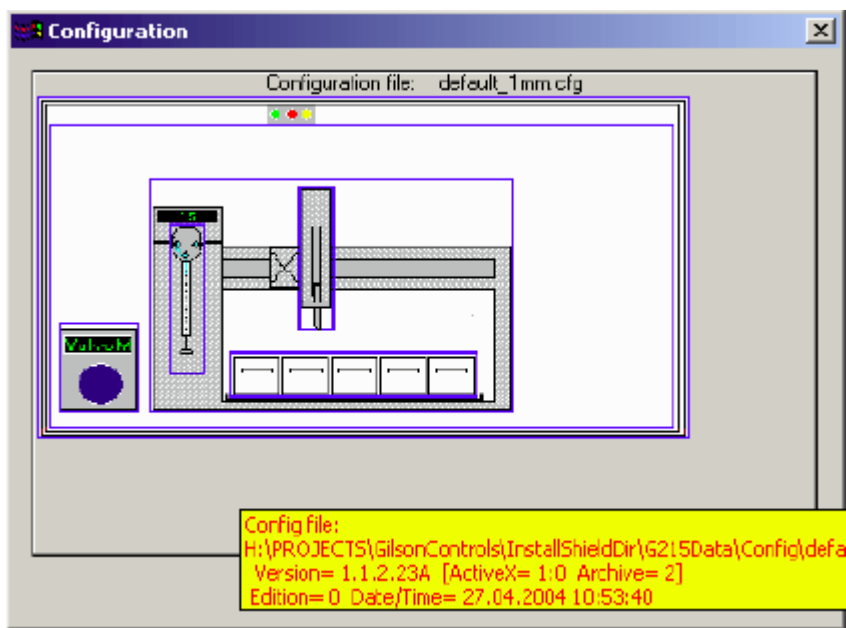 Configuration
Configuration file: default_1mm.cfg
15
Config file:
H:\PROJECTS\GilsonControls\InstallShieldDir\G215Data\Config\defa
Version= 1.1.2.23A [ActiveX= 1:0 Archive= 2]
Edition= 0 Date/Time= 27.04.2004 10:53:40